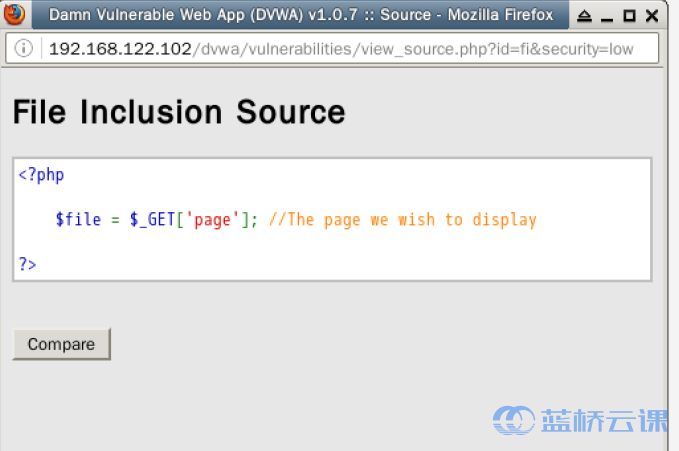 Damn Vulnerable Web App (DVWA) v1.0.7 :: Source - Mozilla Firefox
192.168.122.102/dvwa/vulnerabilities/view_source.php?id=fi&security=low
File Inclusion Source
<?php
$file = $_GET['page']; //The page we wish to display
?>
Compare
蓝桥云课